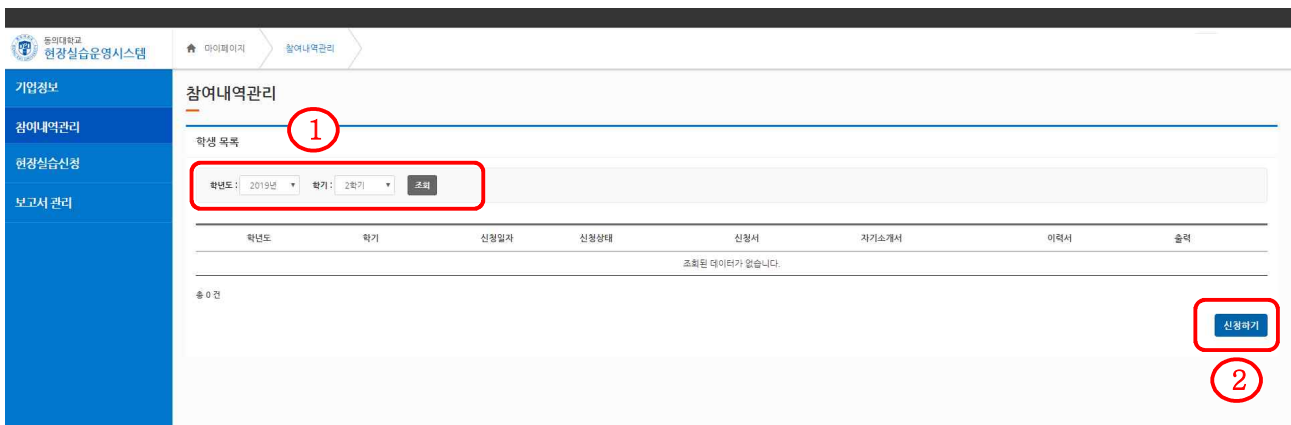 동의대학교
현장실습운영시스템
마이페이지 참여내역관리
기업정보
참여내역관리
현장실습신청
보고서 관리
참여내역관리
1
학생 목록
학년도 : 2019년 학기 : 2학기 조회
학년도 학기 신청일자 신청상태 신청서 자기소개서 이력서 출력
조회된 데이터가 없습니다.
총 0 건
신청하기
2